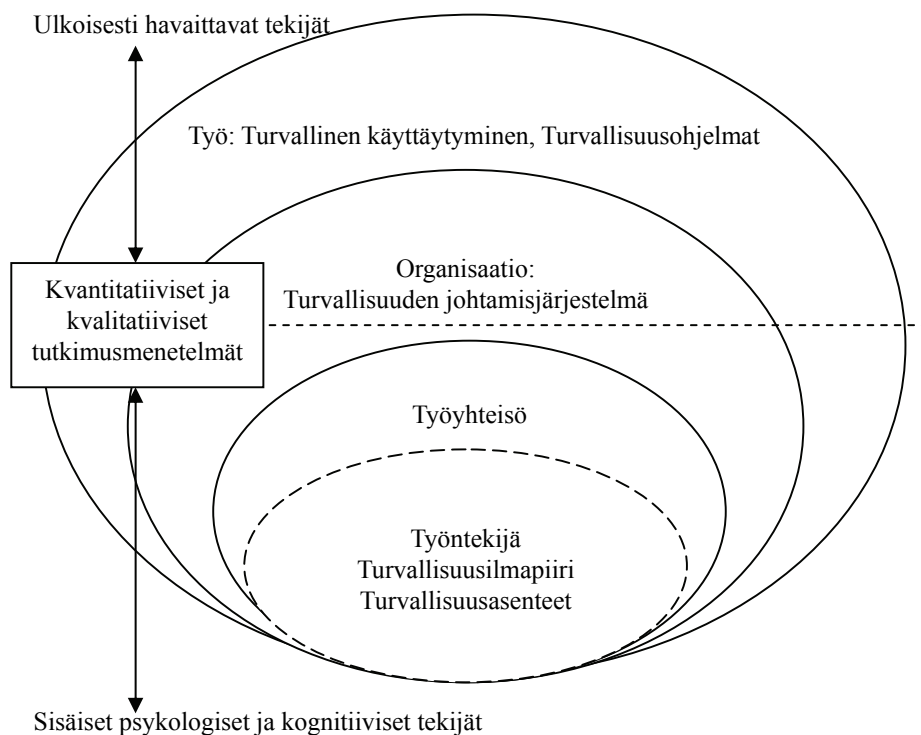 Ulkoisesti havaittavat tekijät
Työ: Turvallinen käyttäytyminen, Turvallisuusohjelmat
Organisaatio:
Turvallisuuden johtamisjärjestelmä
Kvantitatiiviset ja
kvalitatiiviset
tutkimusmenetelmät
Työyhteisö
Työntekijä
Turvallisuusilmapiiri
Turvallisuusasenteet
Sisäiset psykologiset ja kognitiiviset tekijät